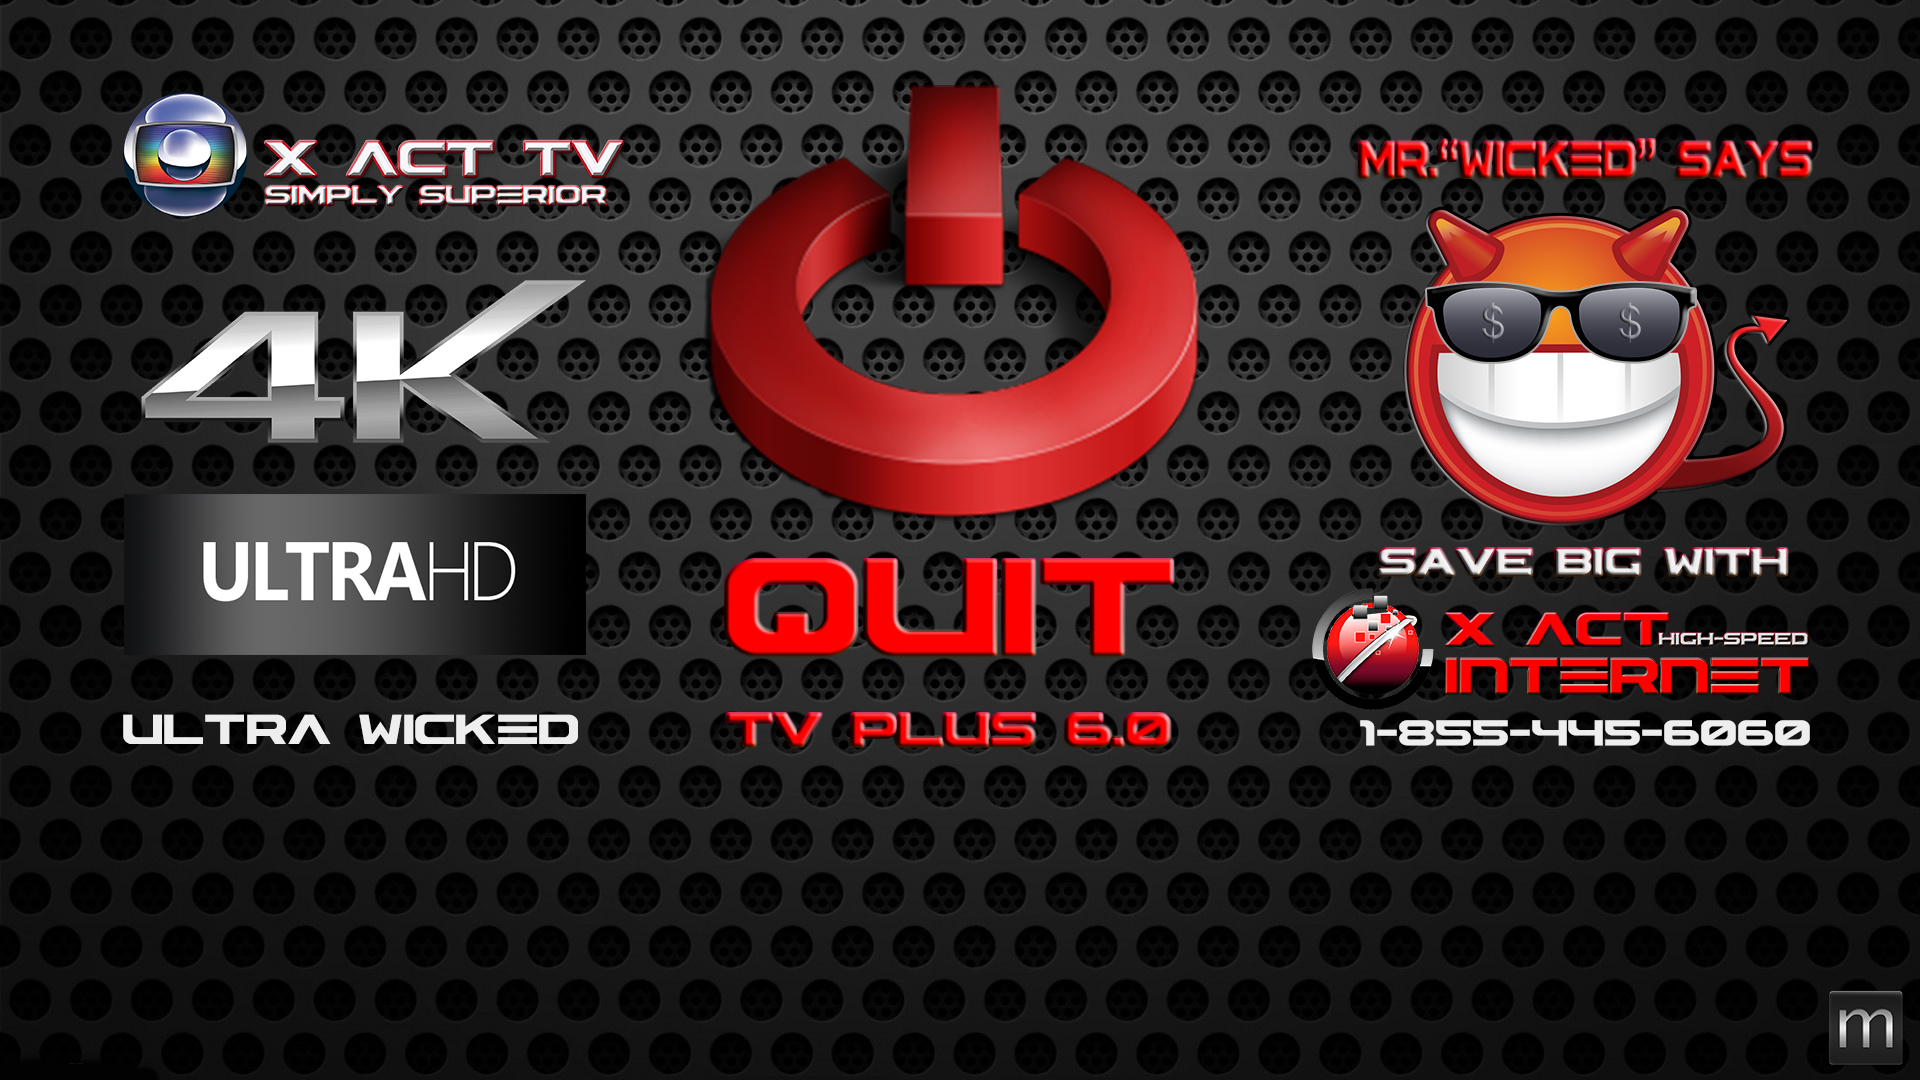 X ACT TV
SIMPLY SUPERIOR
4K
ULTRAHD
ULTRA WICKED
QUIT
TV PLUS 6.0
MR. "WICKED" SAYS
$ $
SAVE BIG WITH
X ACT HIGH-SPEED
INTERNET
1-855-445-6060
m